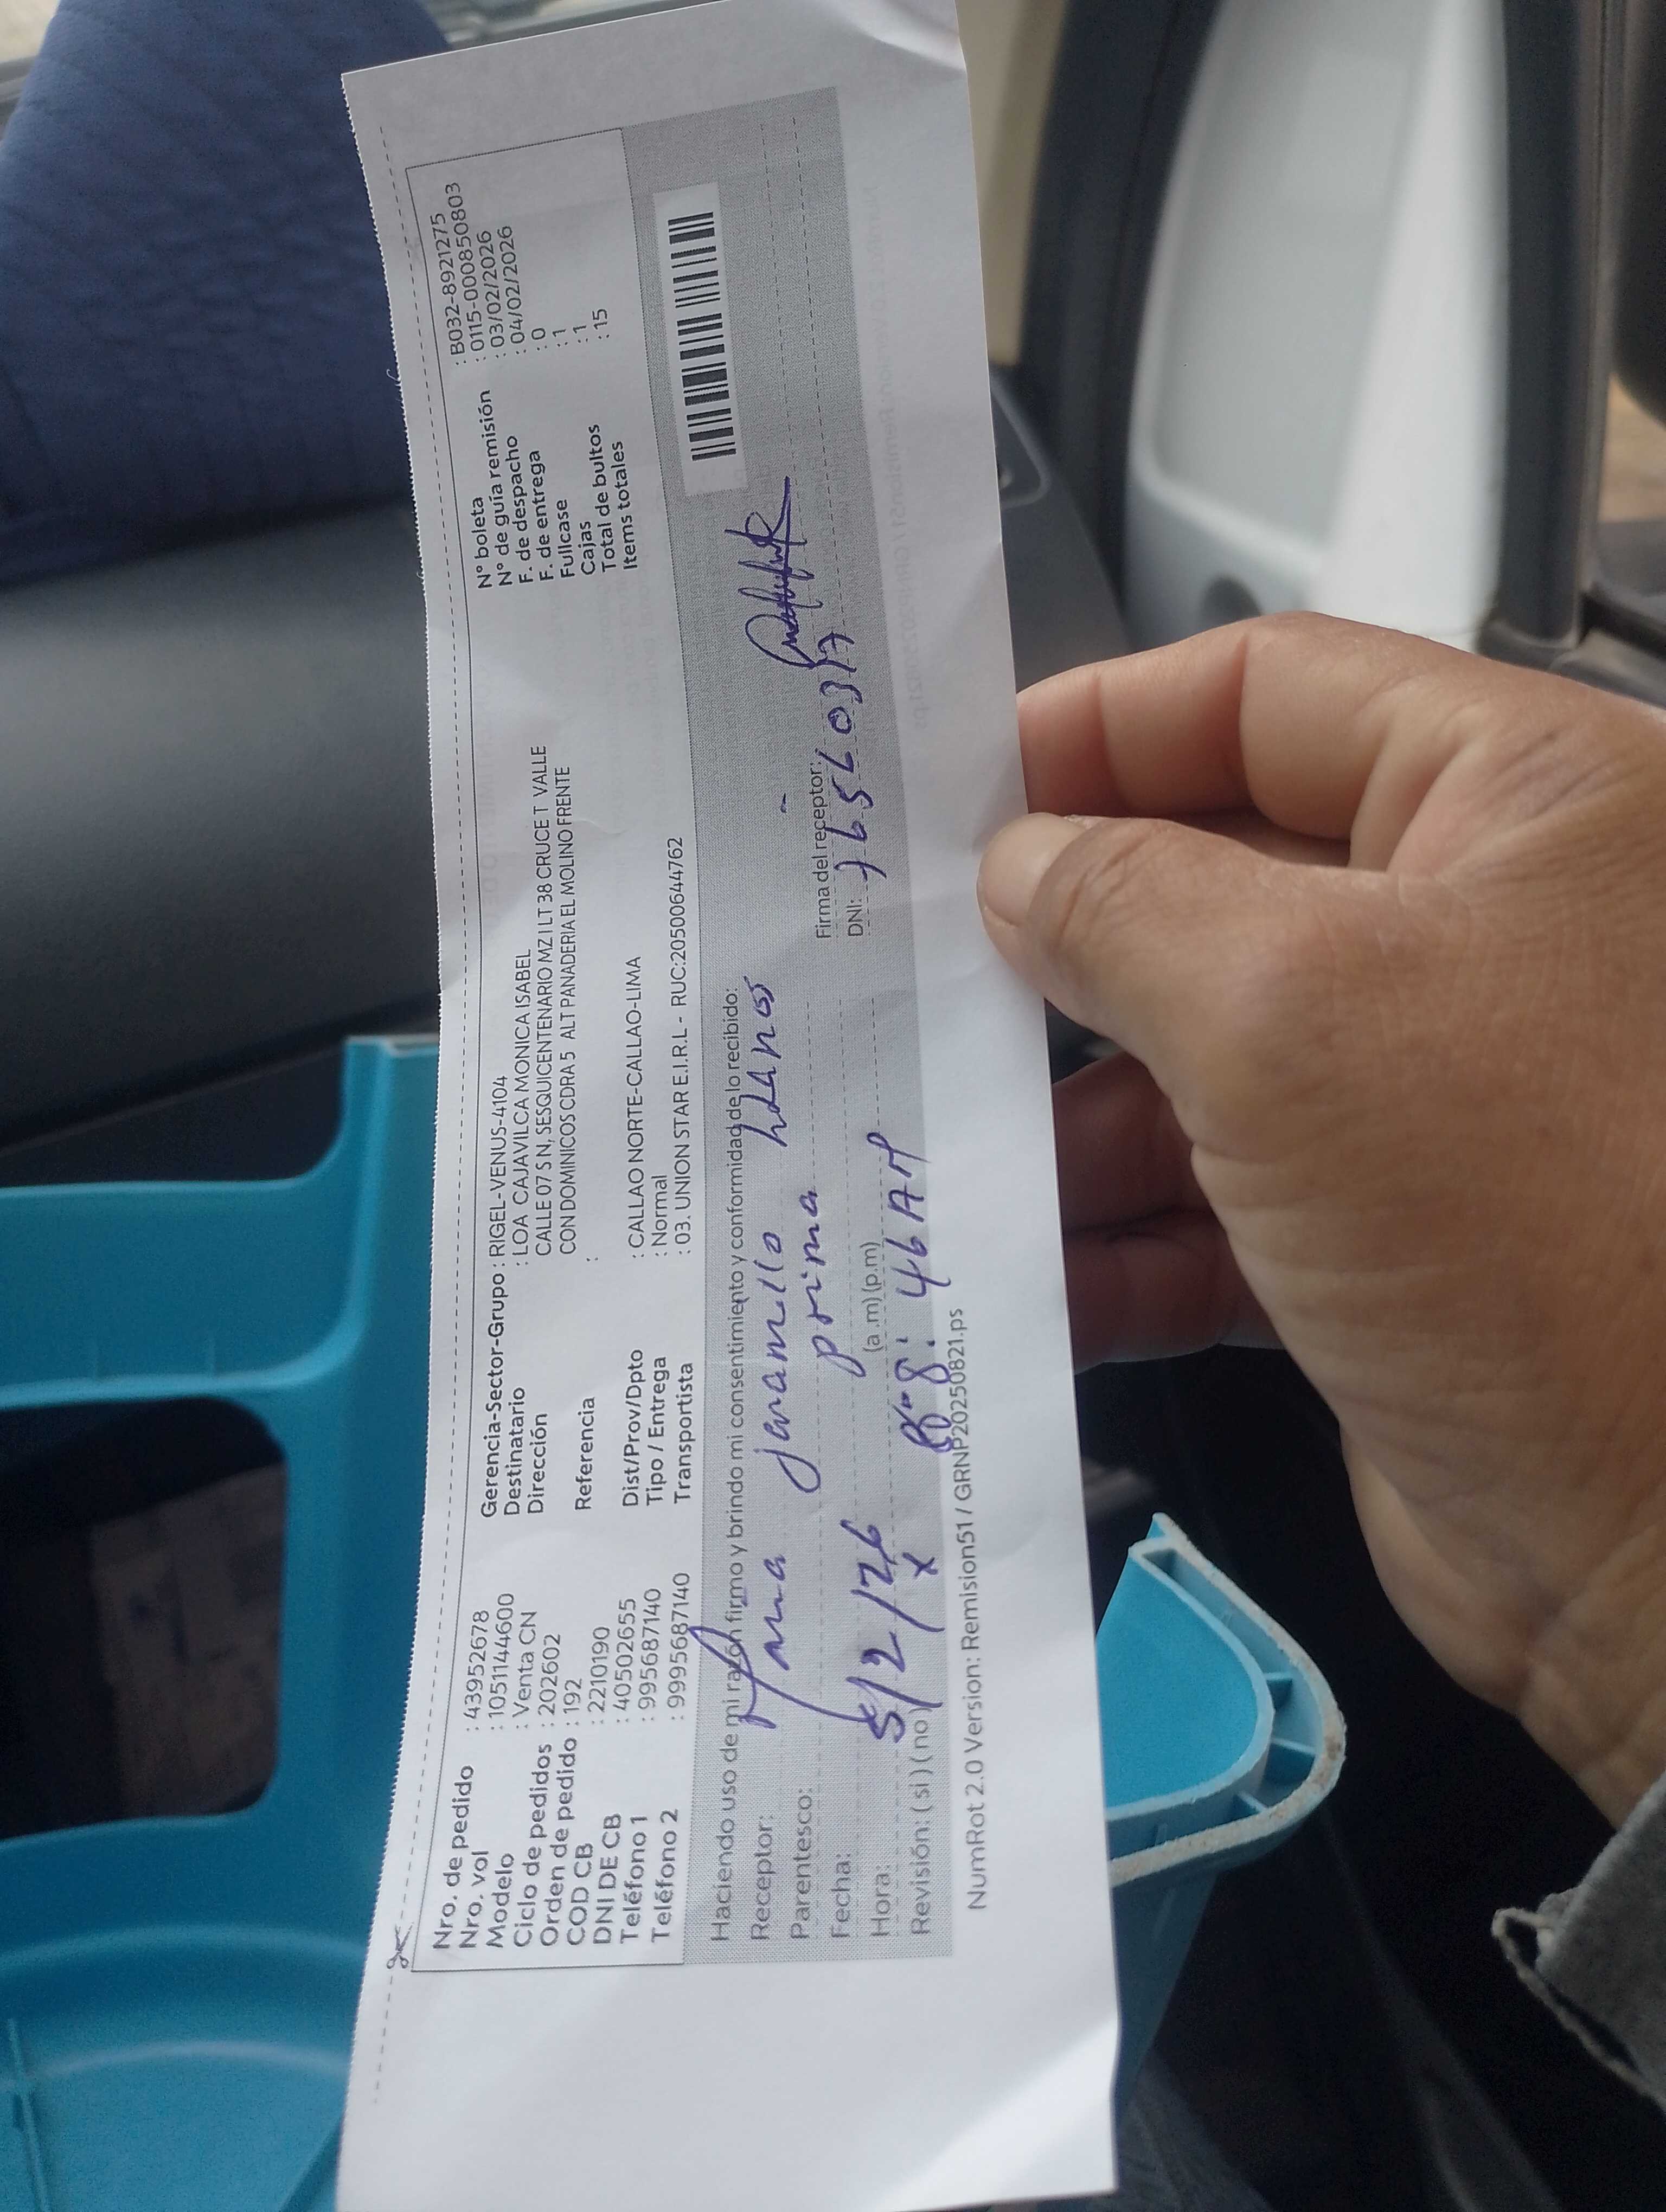 Nro. de pedido : 43952678
Nro. vol : 1051144600
Modelo : Venta CN
Ciclo de pedidos : 202602
Orden de pedido : 192
COD CB : 2210190
DNI DE CB : 40502655
Teléfono 1 : 995687140
Teléfono 2 : 9995687140
Gerencia-Sector-Grupo : RIGEL-VENUS-4104
Destinatario : LOA CAJAVILCA MONICA ISABEL
Dirección CALLE 07 S N, SESQUICENTENARIO MZ I LT 38 CRUCE T VALLE
CON DOMINICOS CDRA 5 ALT PANADERIA EL MOLINO FRENTE
Referencia :
Dist/Prov/Dpto : CALLAO NORTE-CALLAO-LIMA
Tipo / Entrega : Normal
Transportista : 03. UNION STAR E.I.R.L - RUC:20500644762
N° boleta : B032-8921275
N° de guía remisión : 0115-000850803
F. de despacho : 03/02/2026
F. de entrega : 04/02/2026
Fullcase : 0
Cajas : 1
Total de bultos : 1
Items totales : 15
Haciendo uso de mi razón firmo y brindo mi consentimiento y conformidad de lo recibido:
Receptor: jaramillo
Parentesco: prima
Firma del receptor:
Fecha: 5/2/26
DNI:
Hora: (a .m) (p.m) 8:46 AM
Revisión: ( si ) ( no ) x
NumRot 2.0 Version: Remision51 / GRNP20250821.ps